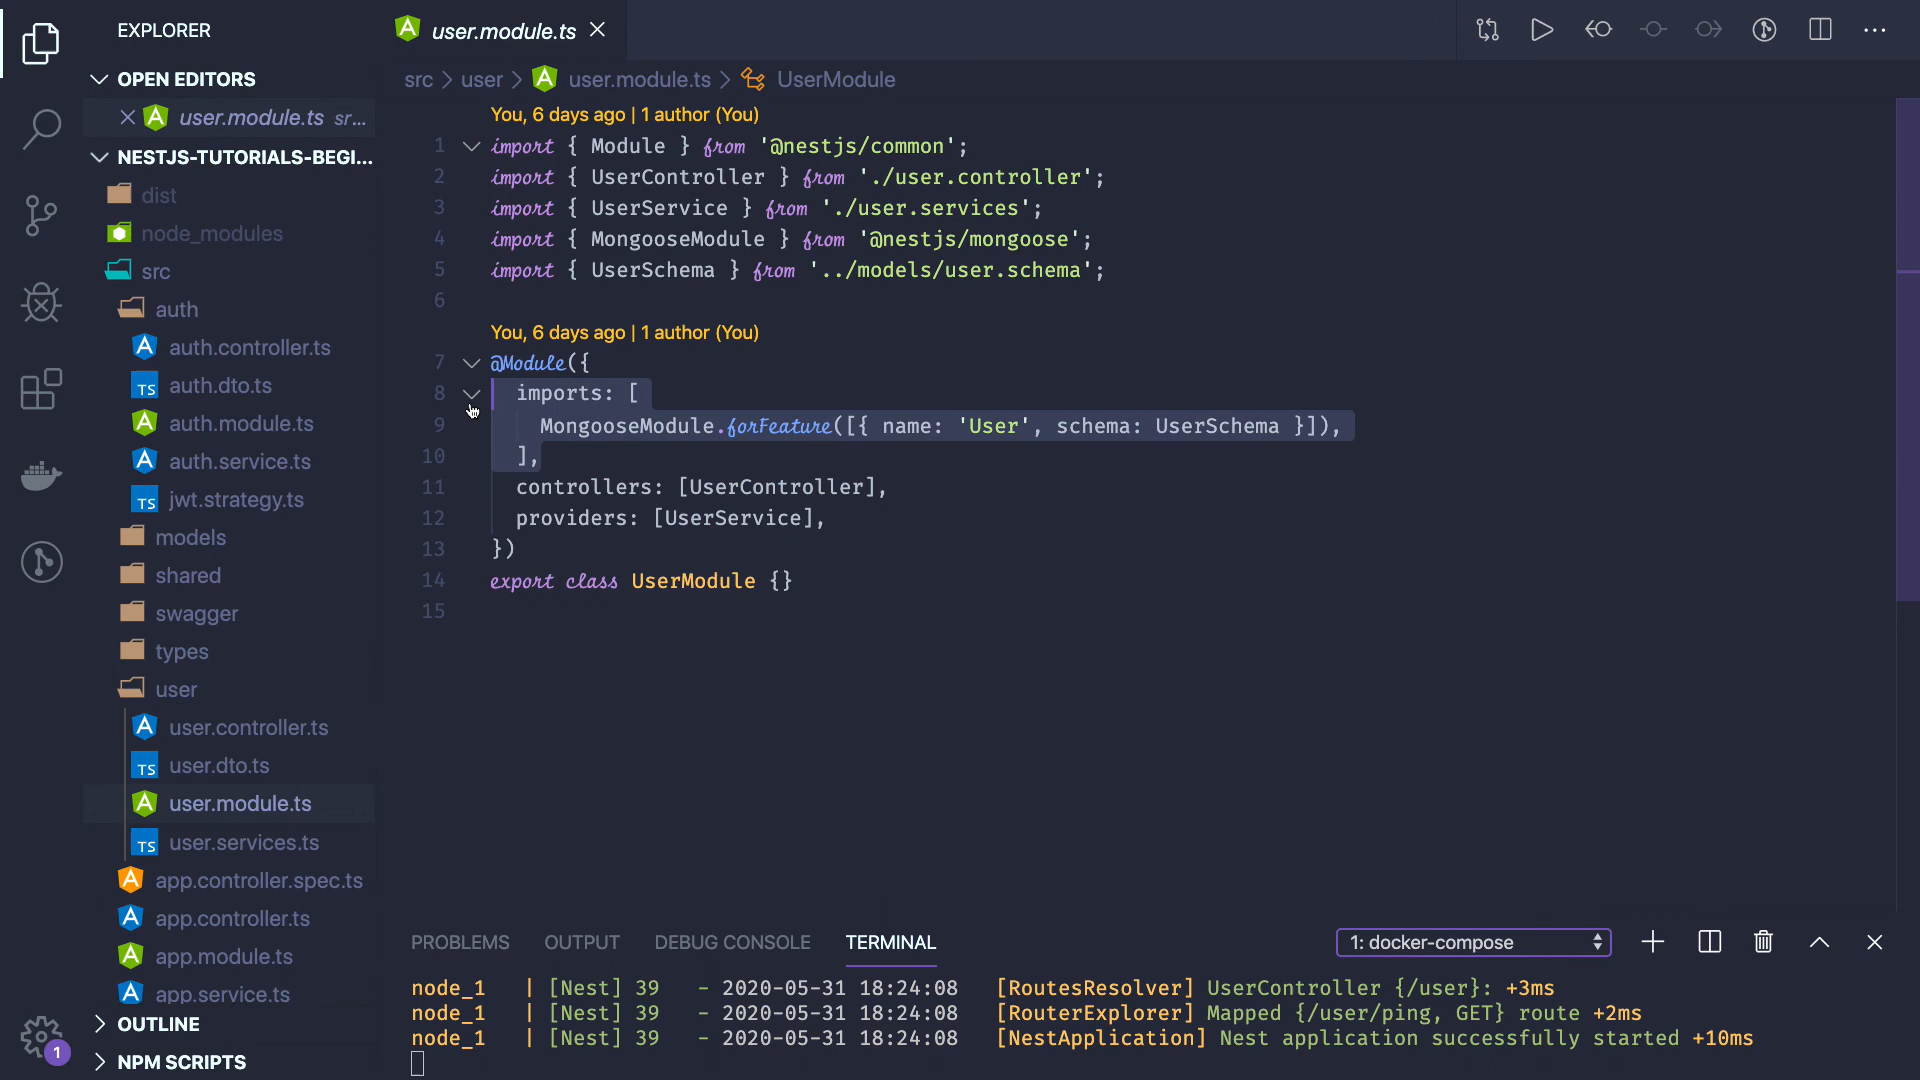 EXPLORER
OPEN EDITORS
user.module.ts sr...
NESTJS-TUTORIALS-BEGI...
dist
node_modules
src
auth
auth.controller.ts
auth.dto.ts
auth.module.ts
auth.service.ts
TS jwt.strategy.ts
models
shared
swagger
types
user
user.controller.ts
TS user.dto.ts
user.module.ts
TS user.services.ts
app.controller.spec.ts
app.controller.ts
app.module.ts
app.service.ts
OUTLINE
NPM SCRIPTS
1
user.module.ts
src > user > user.module.ts > UserModule
You, 6 days ago | 1 author (You)
1 import { Module } from '@nestjs/common';
2 import { UserController } from './user.controller';
3 import { UserService } from './user.services';
4 import { MongooseModule } from '@nestjs/mongoose';
5 import { UserSchema } from '../models/user.schema';
6
You, 6 days ago | 1 author (You)
7 @Module({
8 imports: [
9 MongooseModule.forFeature([{ name: 'User', schema: UserSchema }]),
10 ],
11 controllers: [UserController],
12 providers: [UserService],
13 })
14 export class UserModule {}
15
PROBLEMS OUTPUT DEBUG CONSOLE TERMINAL 1: docker-compose
node_1 | [Nest] 39 - 2020-05-31 18:24:08 [RoutesResolver] UserController {/user}: +3ms
node_1 | [Nest] 39 - 2020-05-31 18:24:08 [RouterExplorer] Mapped {/user/ping, GET} route +2ms
node_1 | [Nest] 39 - 2020-05-31 18:24:08 [NestApplication] Nest application successfully started +10ms